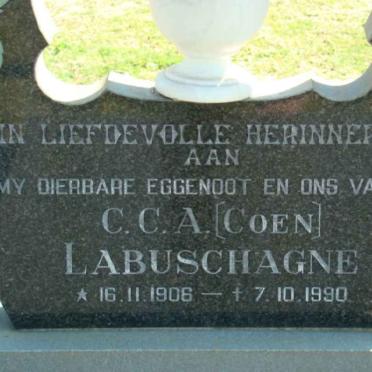 IN LIEFDEVOLLE HERINNER
AAN
MY DIERBARE EGGENOOT EN ONS VA
C.C.A. [COEN]
LABUSCHAGNE
* 16.11.1906 — † 7.10.1990